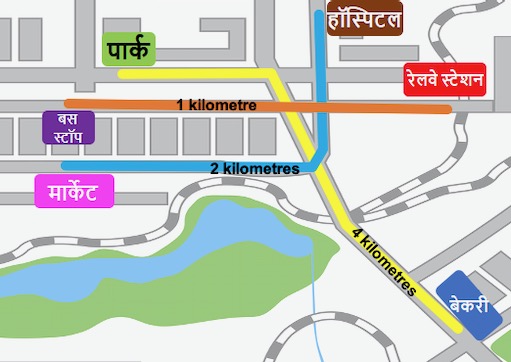 हॉस्पिटल
पार्क
रेलवे स्टेशन
1 kilometre
बस
स्टॉप
2 kilometres
मार्केट
4 kilometres
बेकरी